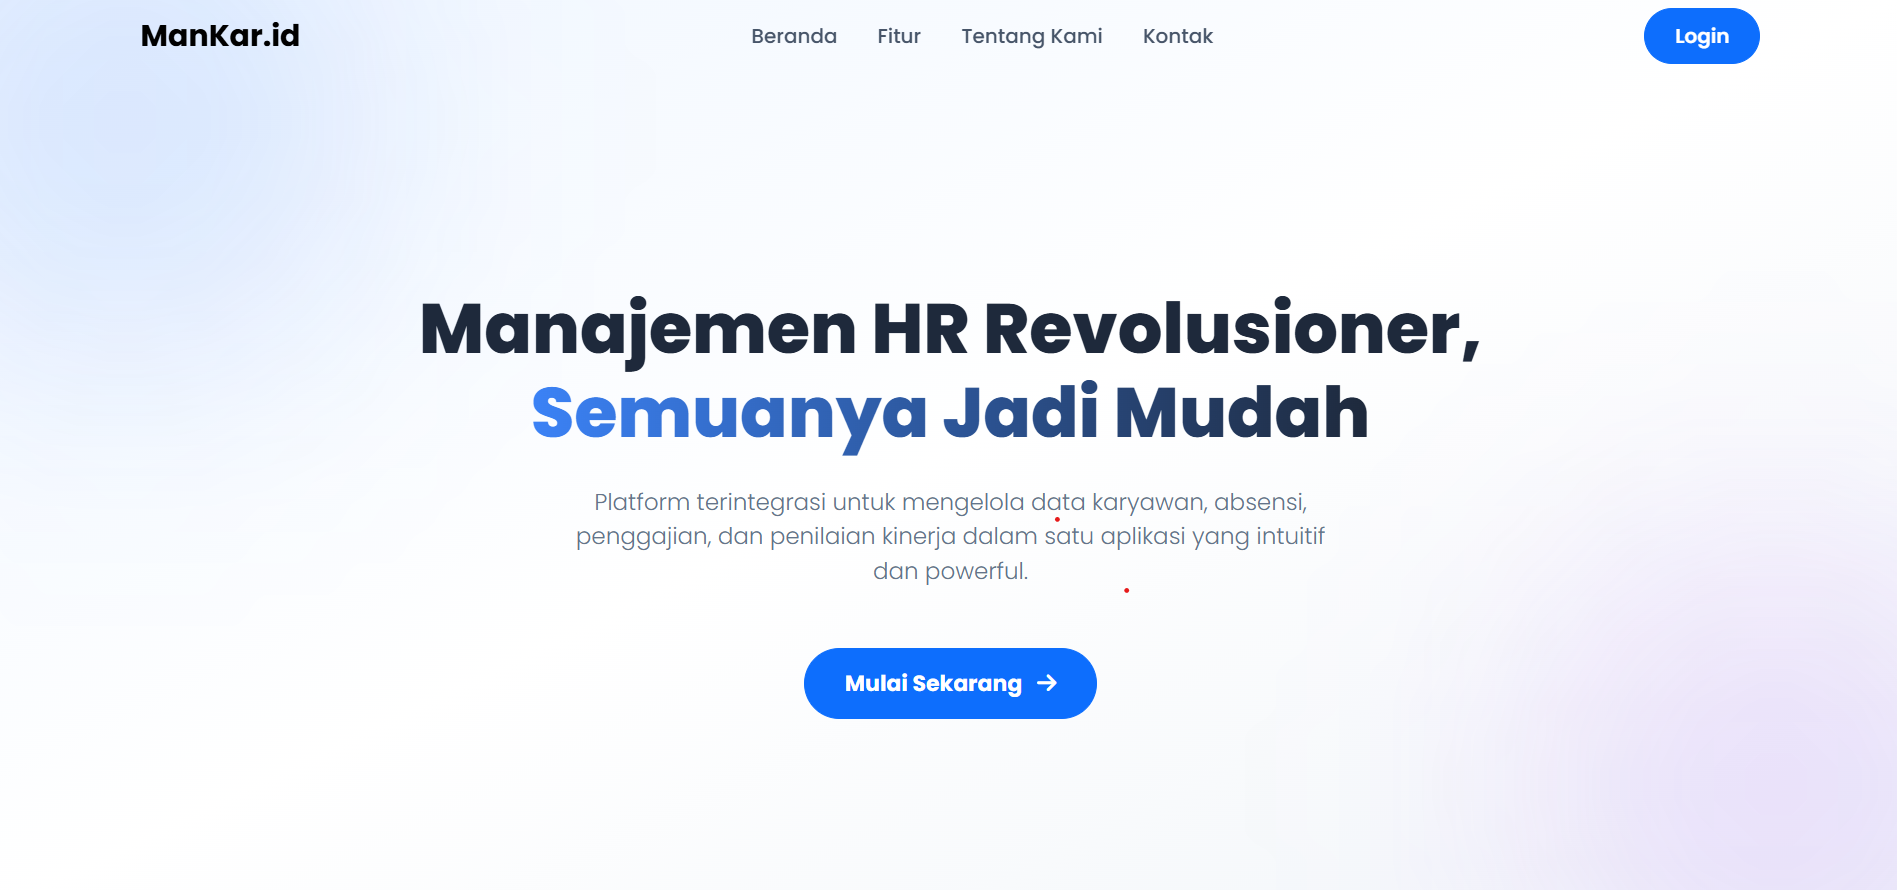 ManKar.id
Beranda
Fitur
Tentang Kami
Kontak
Login
Manajemen HR Revolusioner,
Semuanya Jadi Mudah
Platform terintegrasi untuk mengelola data karyawan, absensi,
penggajian, dan penilaian kinerja dalam satu aplikasi yang intuitif
dan powerful.
Mulai Sekarang →